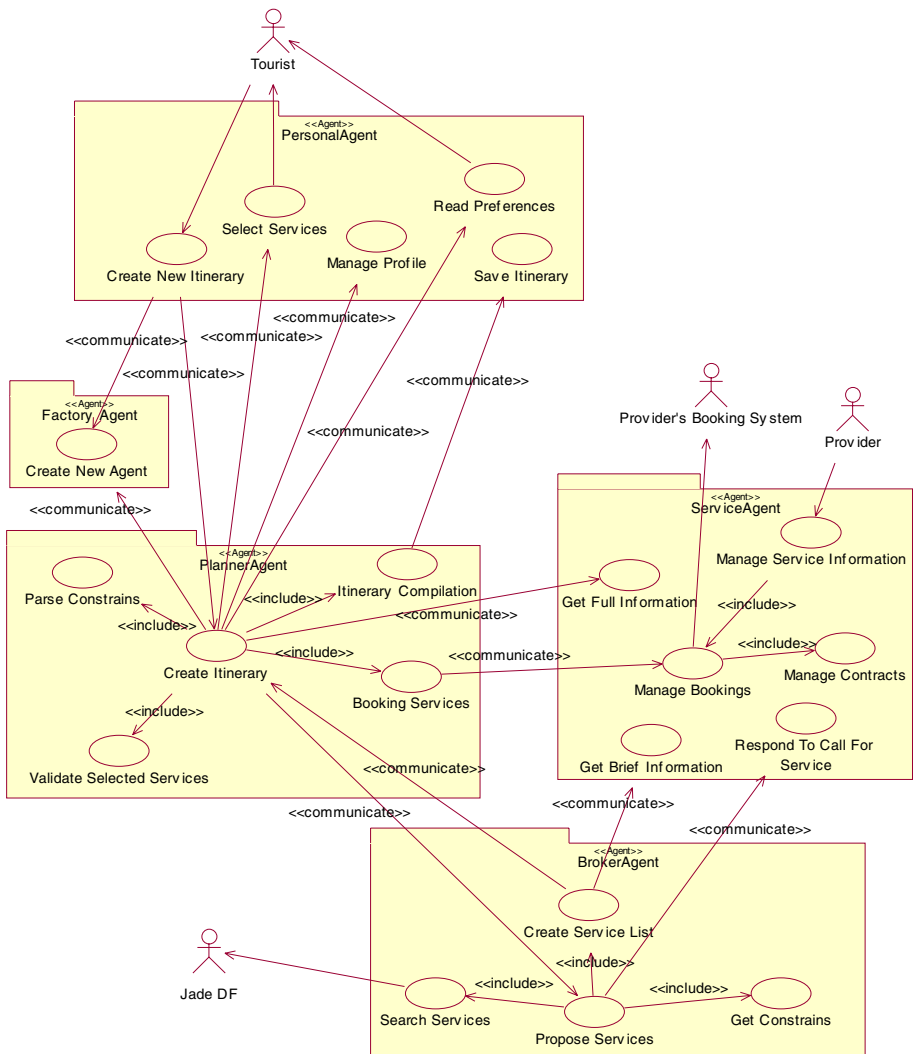 Tourist
<<Agent>>
PersonalAgent
Read Preferences
Select Services
Manage Profile
Create New Itinerary
Save Itinerary
<<communicate>>
<<communicate>>
<<communicate>>
<<communicate>>
<<communicate>>
<<communicate>>
<<Agent>>
Factory_Agent
Create New Agent
<<communicate>>
Provider's Booking System
Provider
<<Agent>>
ServiceAgent
Manage Service Information
Get Full Information
<<include>>
<<include>>
Manage Bookings
Manage Contracts
Respond To Call For
Service
Get Brief Information
<<Agent>>
PlannerAgent
Parse Constrains
Itinerary Compilation
<<include>>
<<include>>
<<communicate>>
<<include>>
<<communicate>>
Create Itinerary
Booking Services
<<include>>
Validate Selected Services
<<communicate>>
<<communicate>>
<<communicate>>
<<communicate>>
<<Agent>>
BrokerAgent
Create Service List
<<include>>
Jade DF
<<include>>
<<include>>
Search Services
Propose Services
Get Constrains